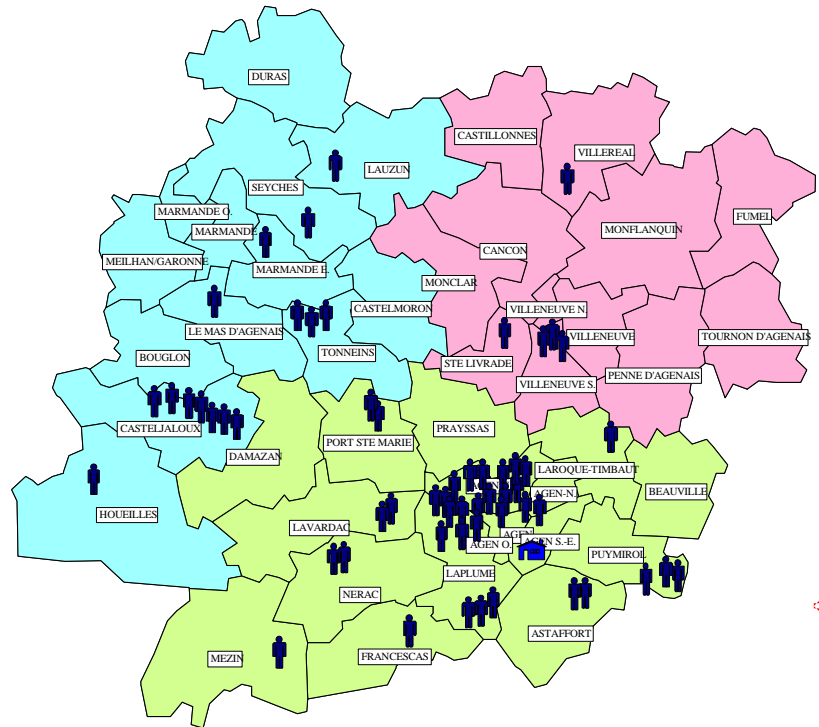 DURAS
CASTILLONNES
VILLEREAL
LAUZUN
SEYCHES
MARMANDE O.
FUMEL
MARMANDE
MONFLANQUIN
CANCON
MEILHAN/GARONNE
MARMANDE E.
MONCLAR
CASTELMORON
VILLENEUVE N.
LE MAS D'AGENAIS
VILLENEUVE
TOURNON D'AGENAIS
TONNEINS
BOUGLON
STE LIVRADE
PENNE D'AGENAIS
VILLENEUVE S.
CASTELJALOUX
PORT STE MARIE
PRAYSSAS
DAMAZAN
LAROQUE-TIMBAUT
BEAUVILLE
AGEN-N.
HOUEILLES
LAVARDAC
AGEN
AGEN O.
AGEN S.-E.
PUYMIROL
LAPLUME
NERAC
ASTAFFORT
MEZIN
FRANCESCAS